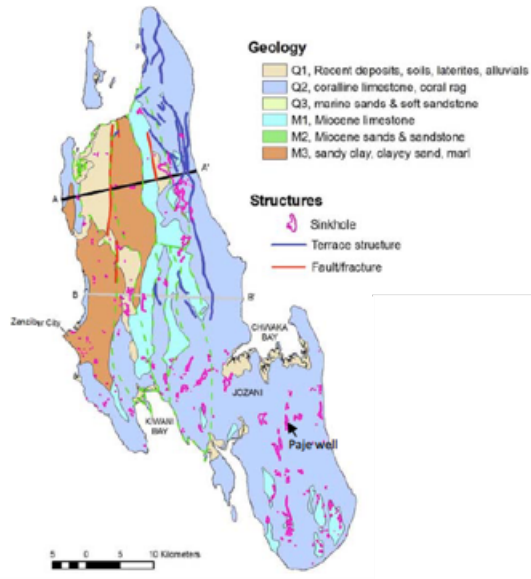 Geology
Q1, Recent deposits, soils, laterites, alluvials
Q2, coralline limestone, coral rag
Q3, marine sands & soft sandstone
M1, Miocene limestone
M2, Miocene sands & sandstone
M3, sandy clay, clayey sand, marl
Structures
Sinkhole
Terrace structure
Fault/fracture
A
A'
B
B'
Zanzibar City
CHWAKA
BAY
JOZANI
KIWANI
BAY
Paje well
5 0 5 10 Kilometers